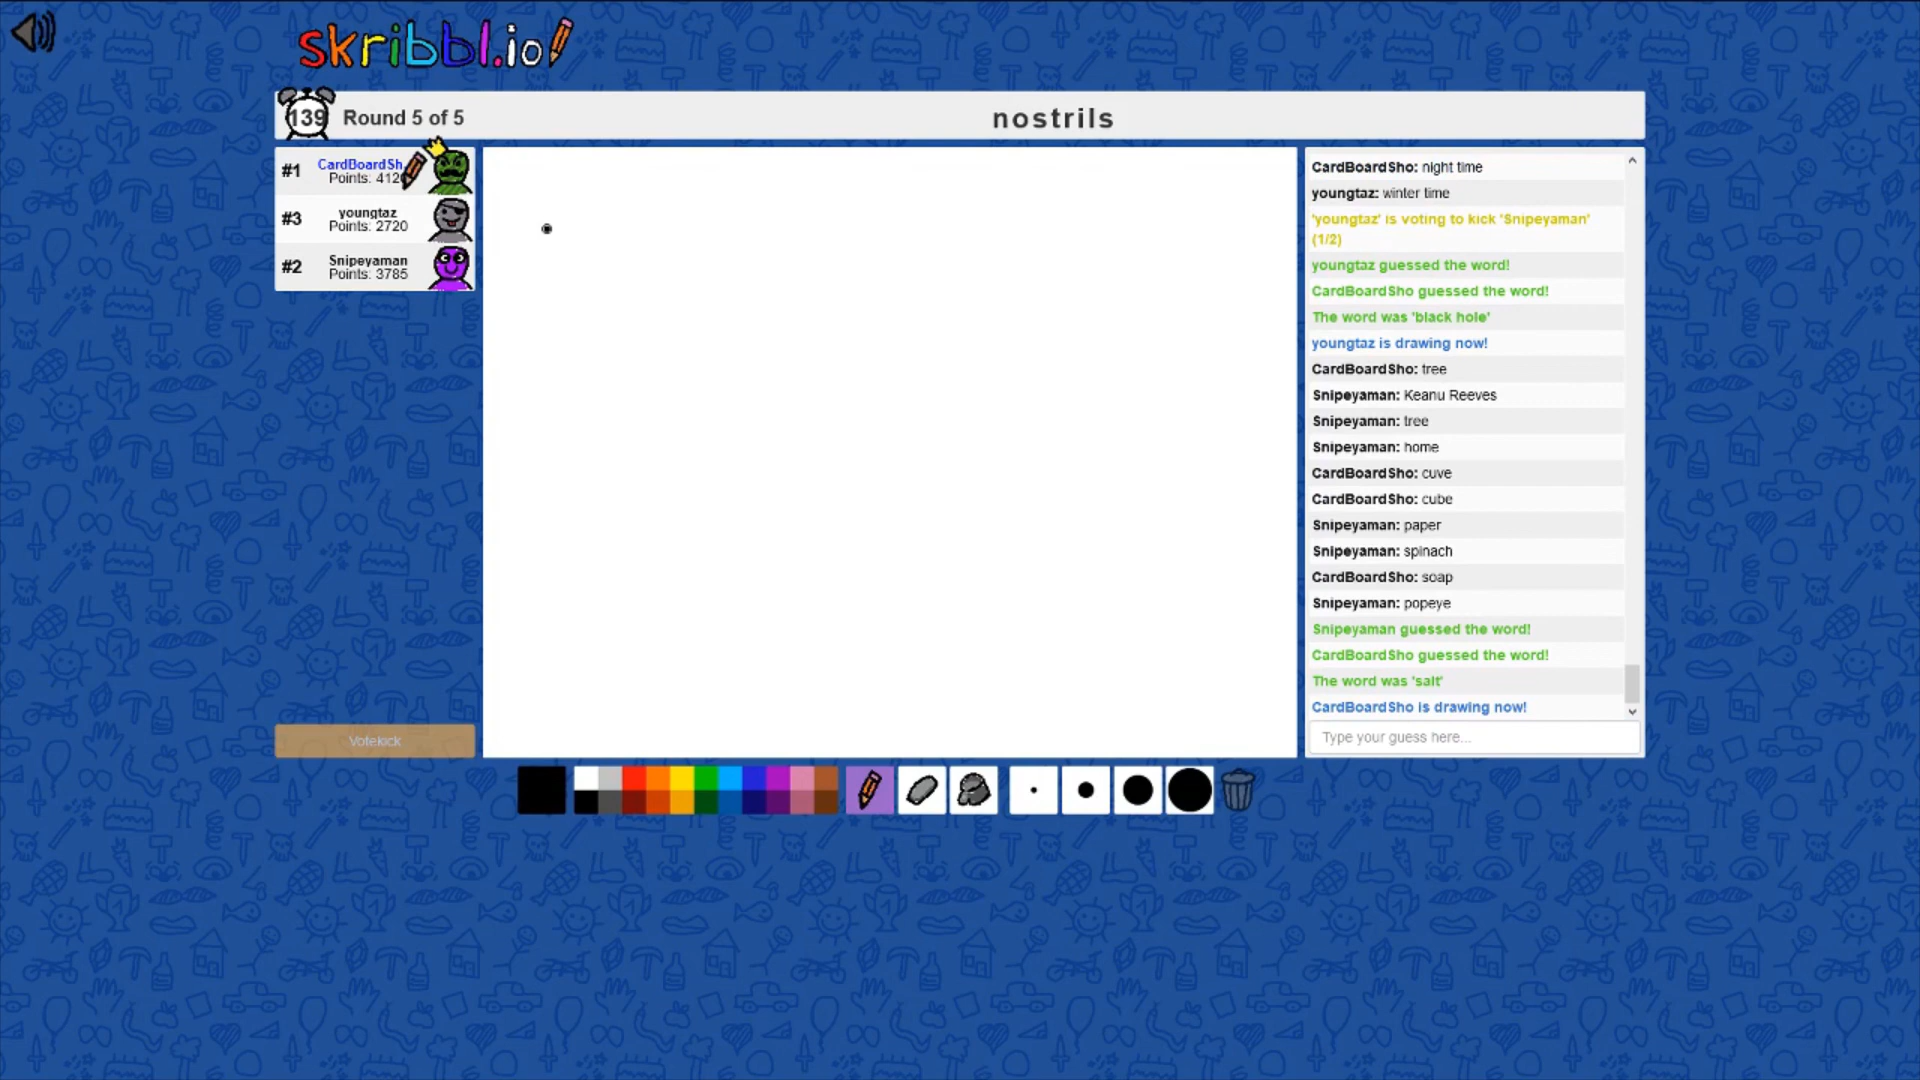 skribbl.io
139
Round 5 of 5
nostrils
#1
CardBoardSh
Points: 412
#3
youngtaz
Points: 2720
#2
Snipeyaman
Points: 3785
Votekick
CardBoardSho: night time
youngtaz: winter time
'youngtaz' is voting to kick 'Snipeyaman'
(1/2)
youngtaz guessed the word!
CardBoardSho guessed the word!
The word was 'black hole'
youngtaz is drawing now!
CardBoardSho: tree
Snipeyaman: Keanu Reeves
Snipeyaman: tree
Snipeyaman: home
CardBoardSho: cuve
CardBoardSho: cube
Snipeyaman: paper
Snipeyaman: spinach
CardBoardSho: soap
Snipeyaman: popeye
Snipeyaman guessed the word!
CardBoardSho guessed the word!
The word was 'salt'
CardBoardSho is drawing now!
Type your guess here...